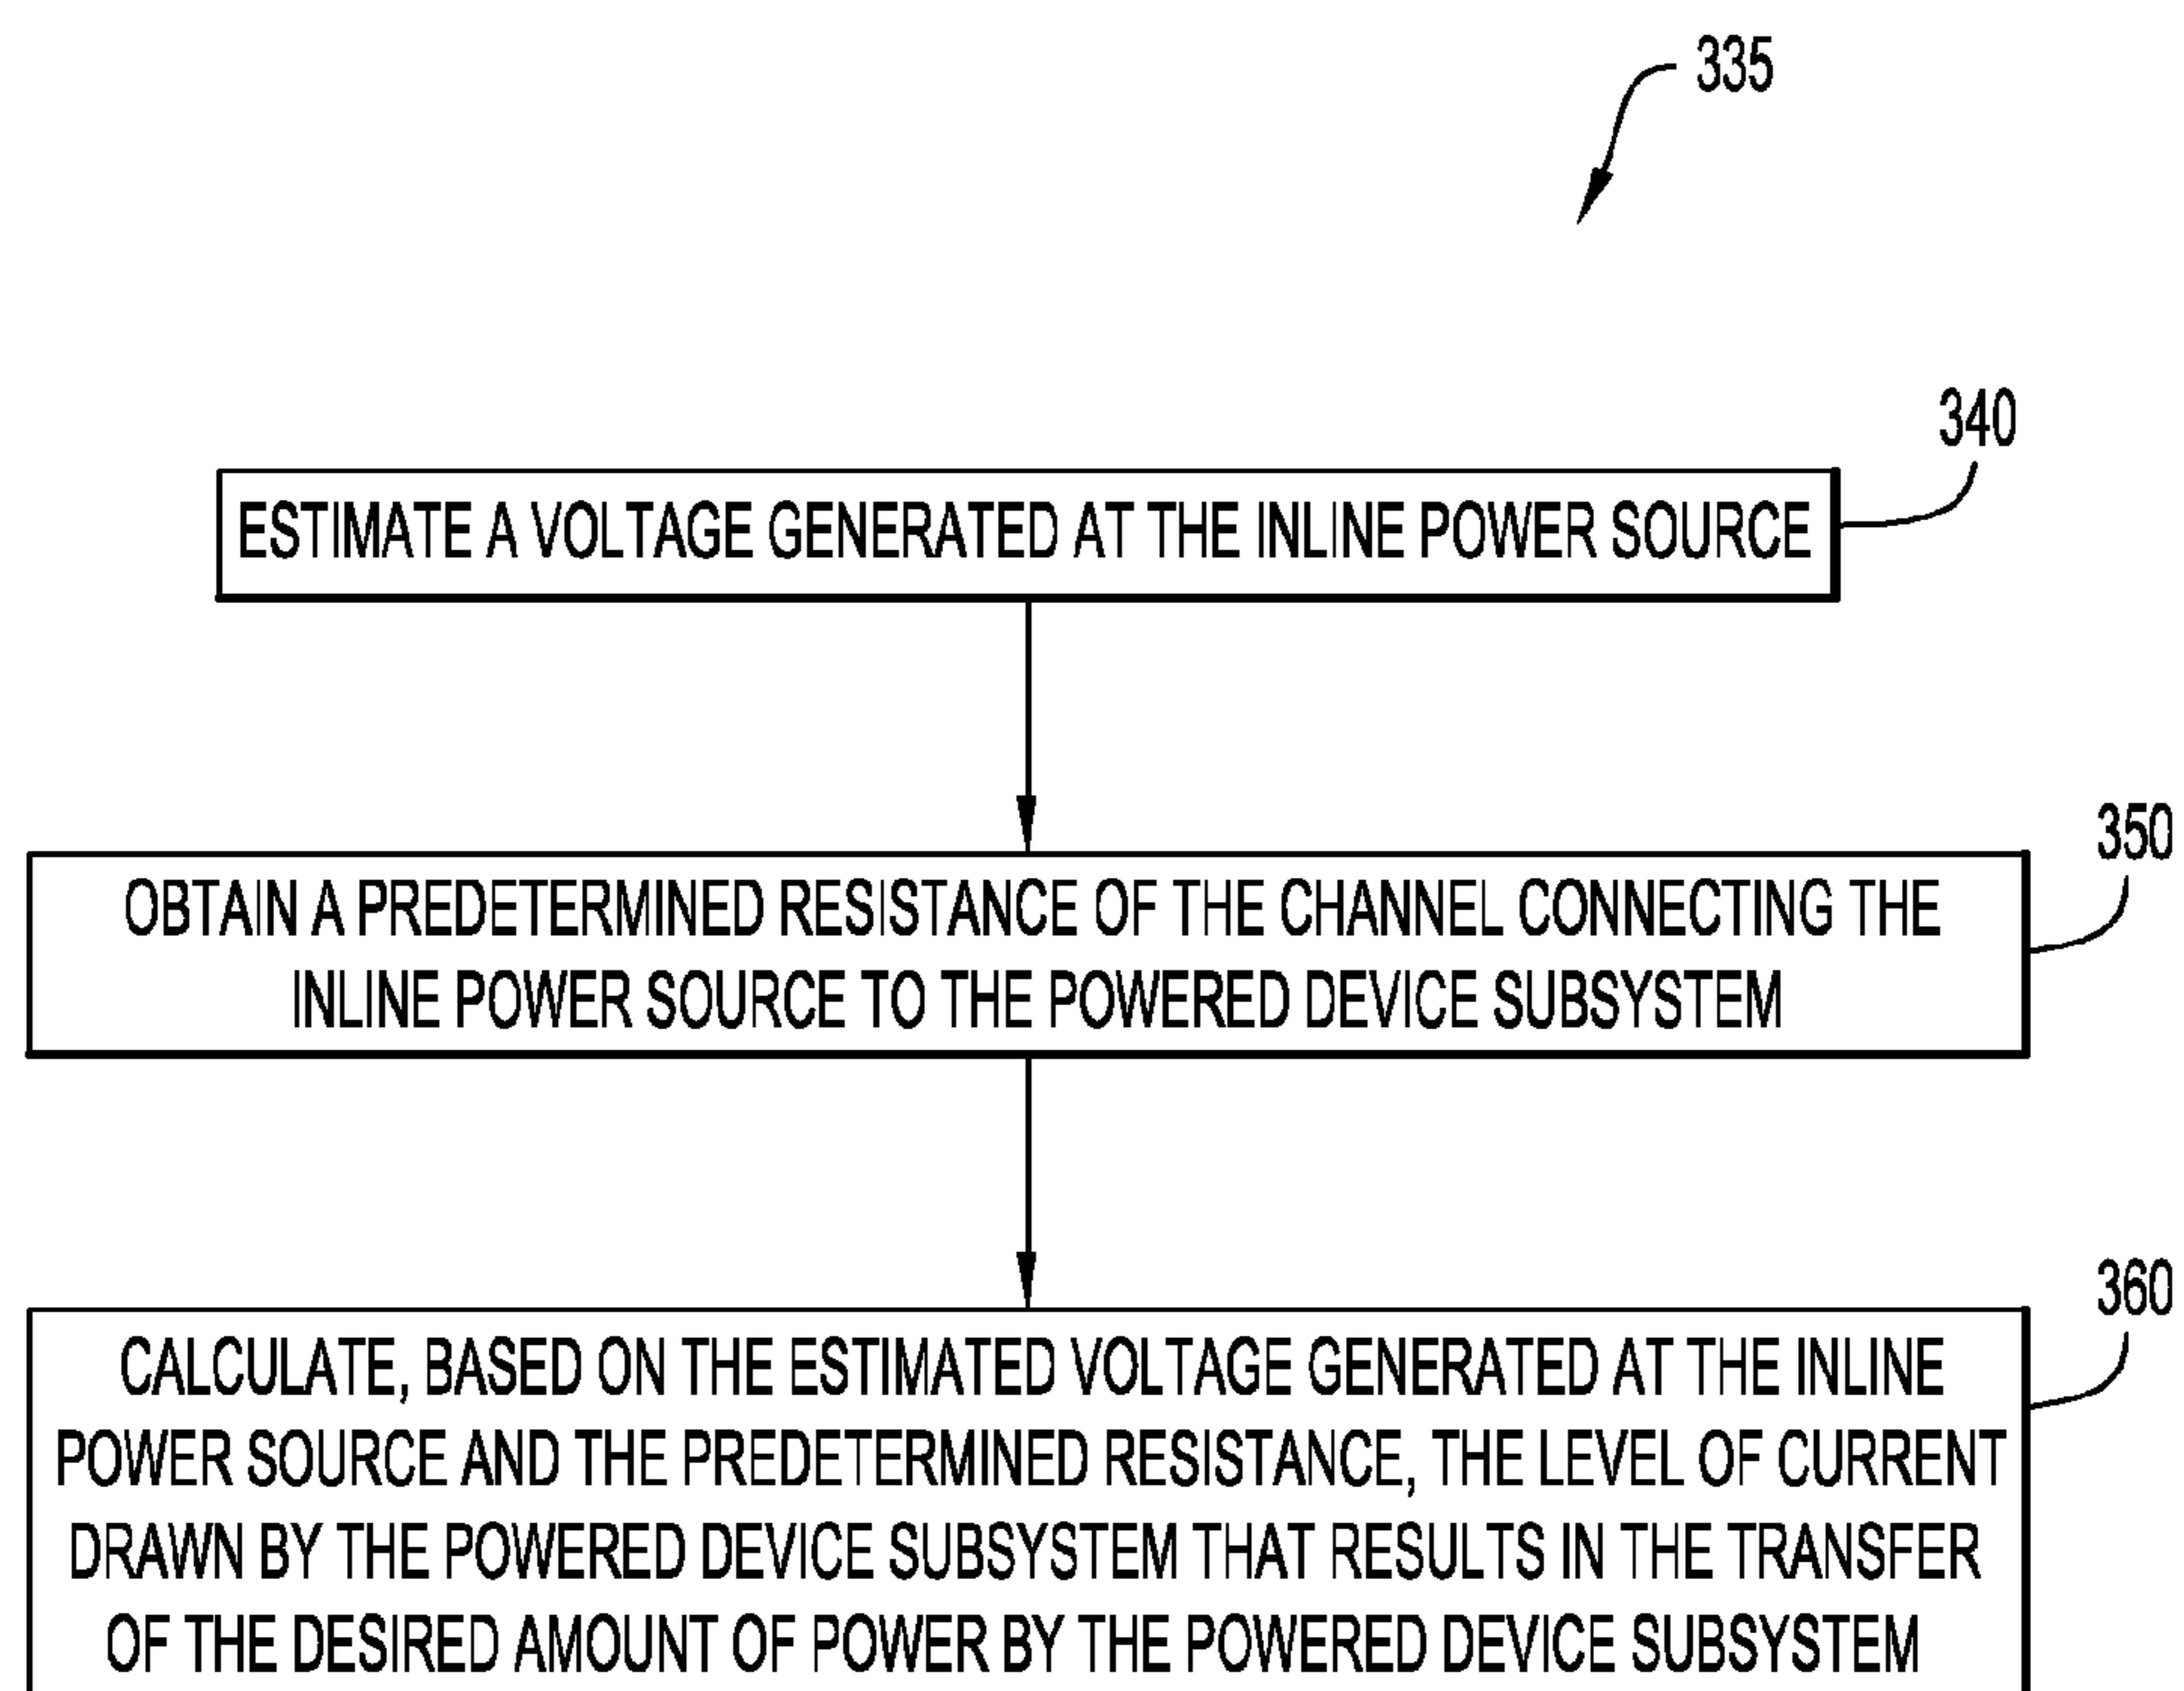 335
340
ESTIMATE A VOLTAGE GENERATED AT THE INLINE POWER SOURCE
350
OBTAIN A PREDETERMINED RESISTANCE OF THE CHANNEL CONNECTING THE
INLINE POWER SOURCE TO THE POWERED DEVICE SUBSYSTEM
360
CALCULATE, BASED ON THE ESTIMATED VOLTAGE GENERATED AT THE INLINE
POWER SOURCE AND THE PREDETERMINED RESISTANCE, THE LEVEL OF CURRENT
DRAWN BY THE POWERED DEVICE SUBSYSTEM THAT RESULTS IN THE TRANSFER
OF THE DESIRED AMOUNT OF POWER BY THE POWERED DEVICE SUBSYSTEM